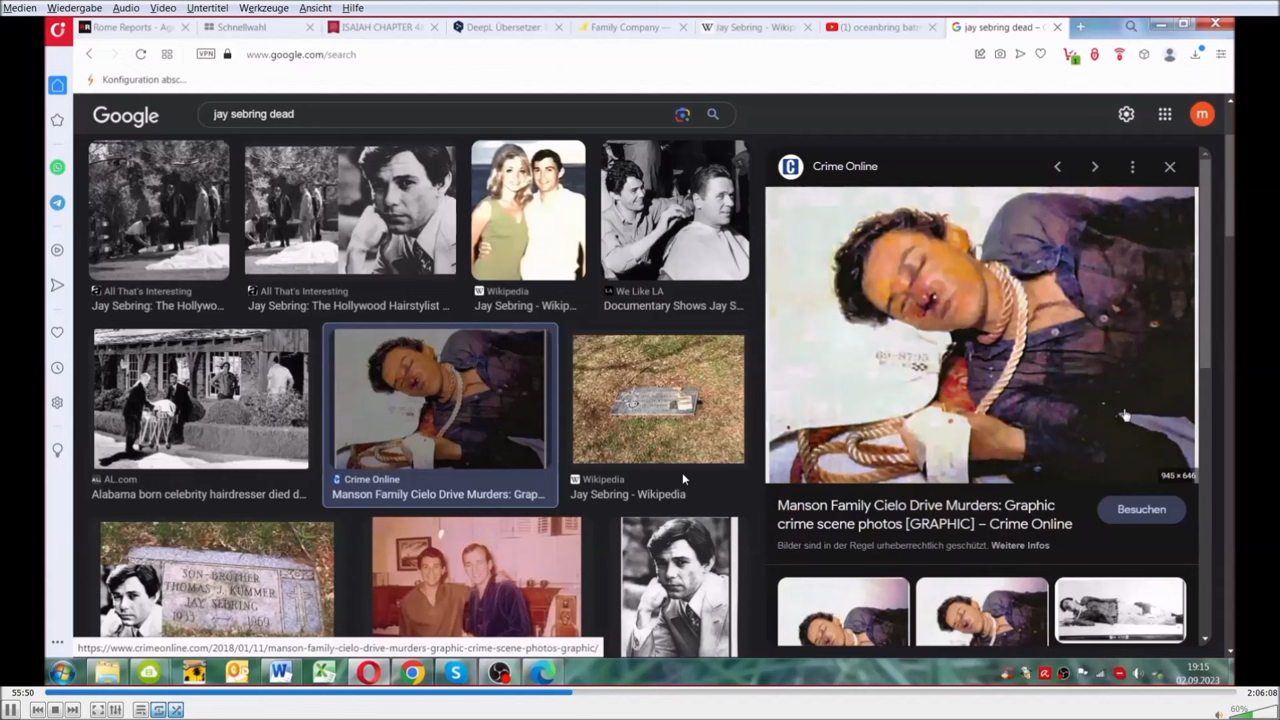 Medien Wiedergabe Audio Video Untertitel Werkzeuge Ansicht Hilfe
Rome Reports - Ag
Schnellwahl
ISAIAH CHAPTER 4
DeepL Übersetzer
Family Company —
Jay Sebring - Wikip
(1) oceanbring bat
jay sebring dead –
VPN
www.google.com/search
1
Konfiguration absc...
Google
jay sebring dead
m
Crime Online
All That's Interesting
Jay Sebring: The Hollywo...
All That's Interesting
Jay Sebring: The Hollywood Hairstylist ...
Wikipedia
Jay Sebring - Wikip...
We Like LA
Documentary Shows Jay S...
945 × 646
AL.com
Alabama born celebrity hairdresser died d...
Crime Online
Manson Family Cielo Drive Murders: Grap...
Wikipedia
Jay Sebring - Wikipedia
Manson Family Cielo Drive Murders: Graphic
crime scene photos [GRAPHIC] – Crime Online
Besuchen
Bilder sind in der Regel urheberrechtlich geschützt. Weitere Infos
SON-BROTHER
THOMAS J. KUMMER
JAY SEBRING
1933 1969
https://www.crimeonline.com/2018/01/11/manson-family-cielo-drive-murders-graphic-crime-scene-photos-graphic/
19:15
02.09.2023
55:50
2:06:08
60%